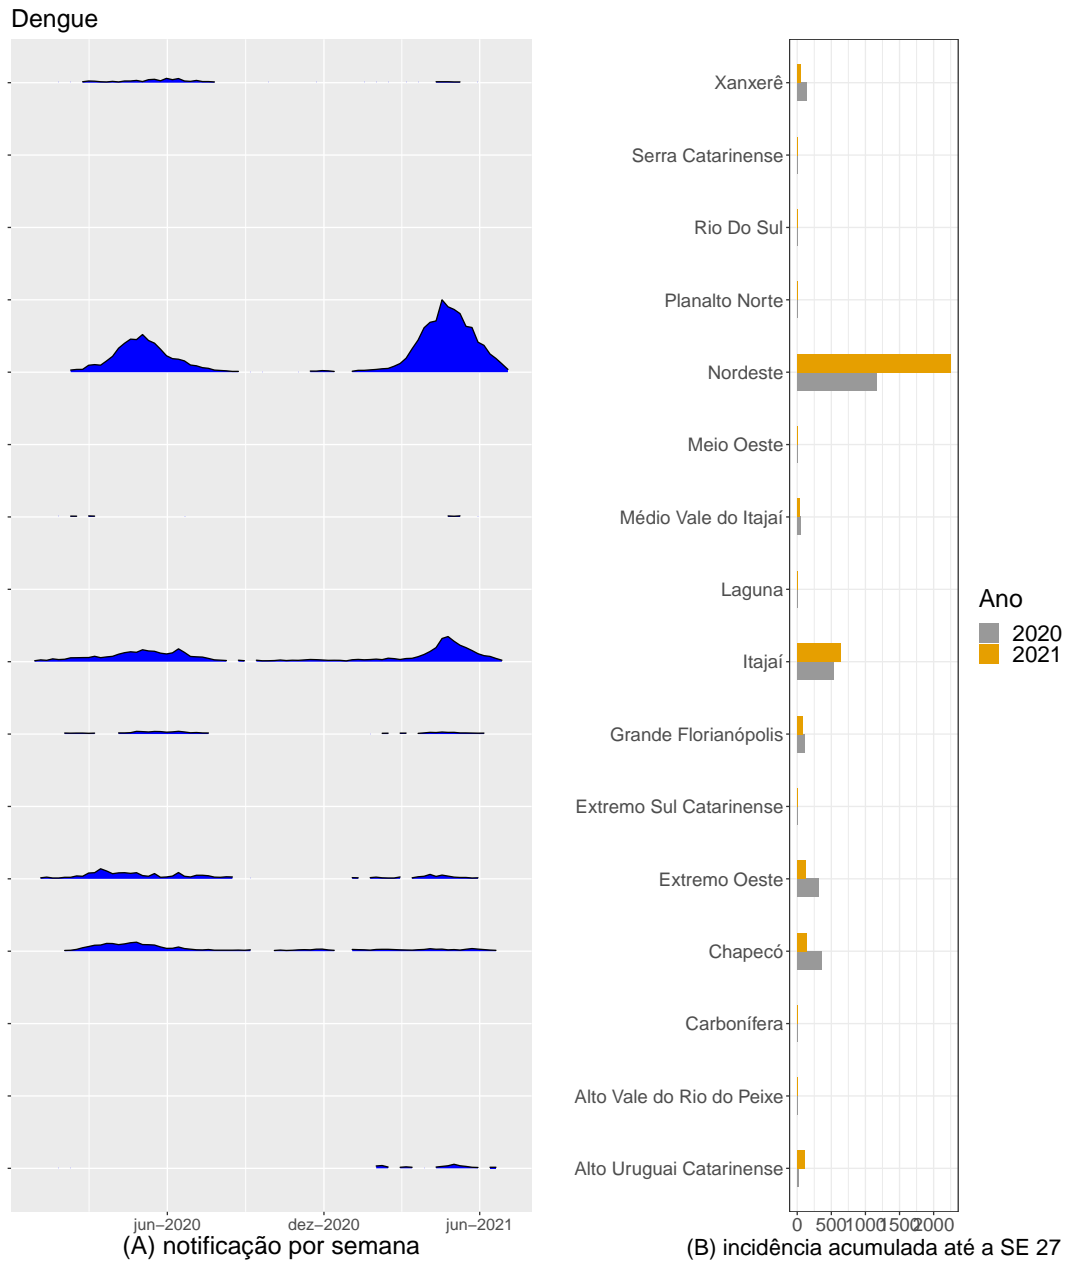 Dengue
Xanxerê
Serra Catarinense
Rio Do Sul
Planalto Norte
Nordeste
Meio Oeste
Médio Vale do Itajaí
Laguna
Itajaí
Grande Florianópolis
Extremo Sul Catarinense
Extremo Oeste
Chapecó
Carbonífera
Alto Vale do Rio do Peixe
Alto Uruguai Catarinense
Ano
2020
2021
jun–2020 dez–2020 jun–2021
0 500 1000 1500 2000
(A) notificação por semana
(B) incidência acumulada até a SE 27